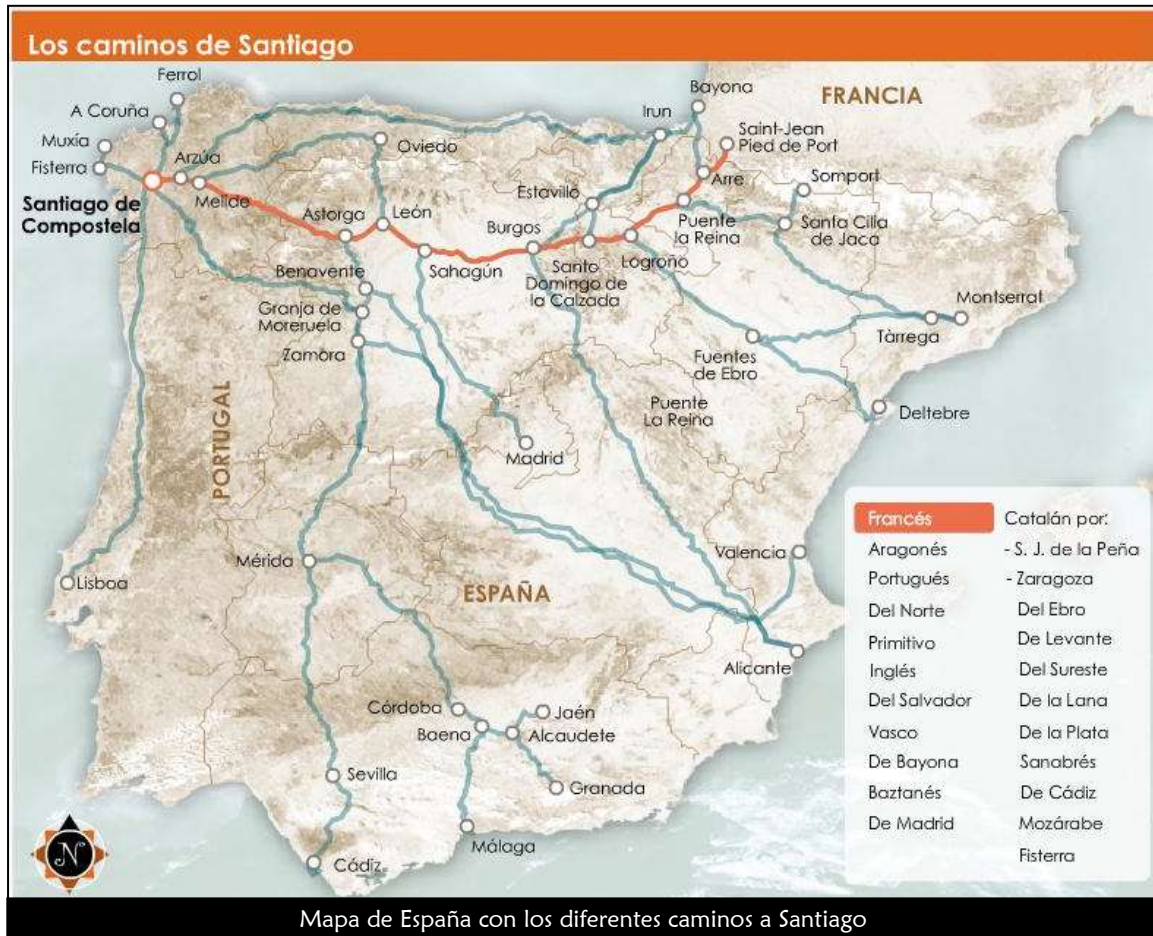 Los caminos de Santiago
Ferrol
A Coruña
Muxía
Fisterra
Arzúa
Melide
Santiago de
Compostela
Oviedo
Irun
Bayona
FRANCIA
Saint-Jean
Pied de Port
Arre
Somport
Estavillo
Astorga
León
Burgos
Puente
la Reina
Santa Cilia
de Jaca
Sahagún
Santo
Domingo de
la Calzada
Logroño
Benavente
Granja de
Moreruela
Zamora
Montserrat
Tàrrega
Fuentes
de Ebro
Deltebre
PORTUGAL
Puente
La Reina
Madrid
Lisboa
Mérida
ESPAÑA
Valencia
Alicante
Córdoba
Baena
Jaén
Alcaudete
Sevilla
Granada
Málaga
Cádiz
N
Francés
Aragonés
Portugués
Del Norte
Primitivo
Inglés
Del Salvador
Vasco
De Bayona
Baztanés
De Madrid
Catalán por:
- S. J. de la Peña
- Zaragoza
Del Ebro
De Levante
Del Sureste
De la Lana
De la Plata
Sanabrés
De Cádiz
Mozárabe
Fisterra
Mapa de España con los diferentes caminos a Santiago